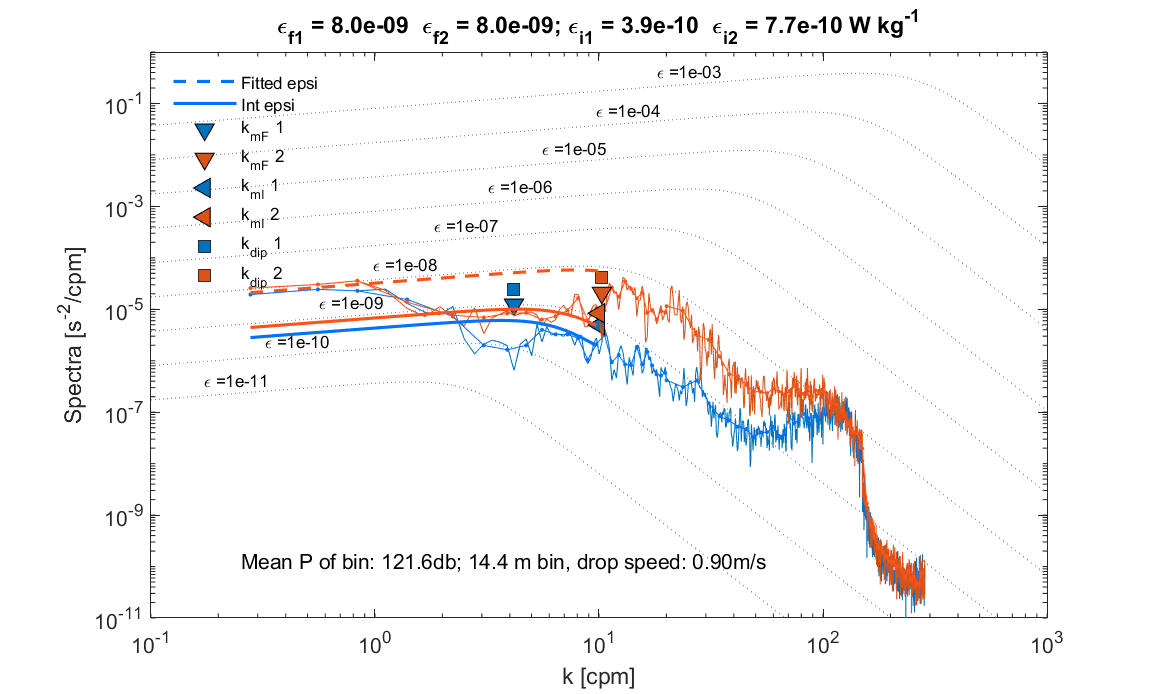 ϵf1 = 8.0e-09 ϵf2 = 8.0e-09; ϵi1 = 3.9e-10 ϵi2 = 7.7e-10 W kg-1
Fitted epsi
Int epsi
kmF 1
kmF 2
kmI 1
kmI 2
kdip 1
kdip 2
ϵ =1e-03
ϵ =1e-04
ϵ =1e-05
ϵ =1e-06
ϵ =1e-07
ϵ =1e-08
ϵ =1e-09
ϵ =1e-10
ϵ =1e-11
Mean P of bin: 121.6db; 14.4 m bin, drop speed: 0.90m/s
Spectra [s-2/cpm]
10-1
10-3
10-5
10-7
10-9
10-11
10-1
100
101
102
103
k [cpm]